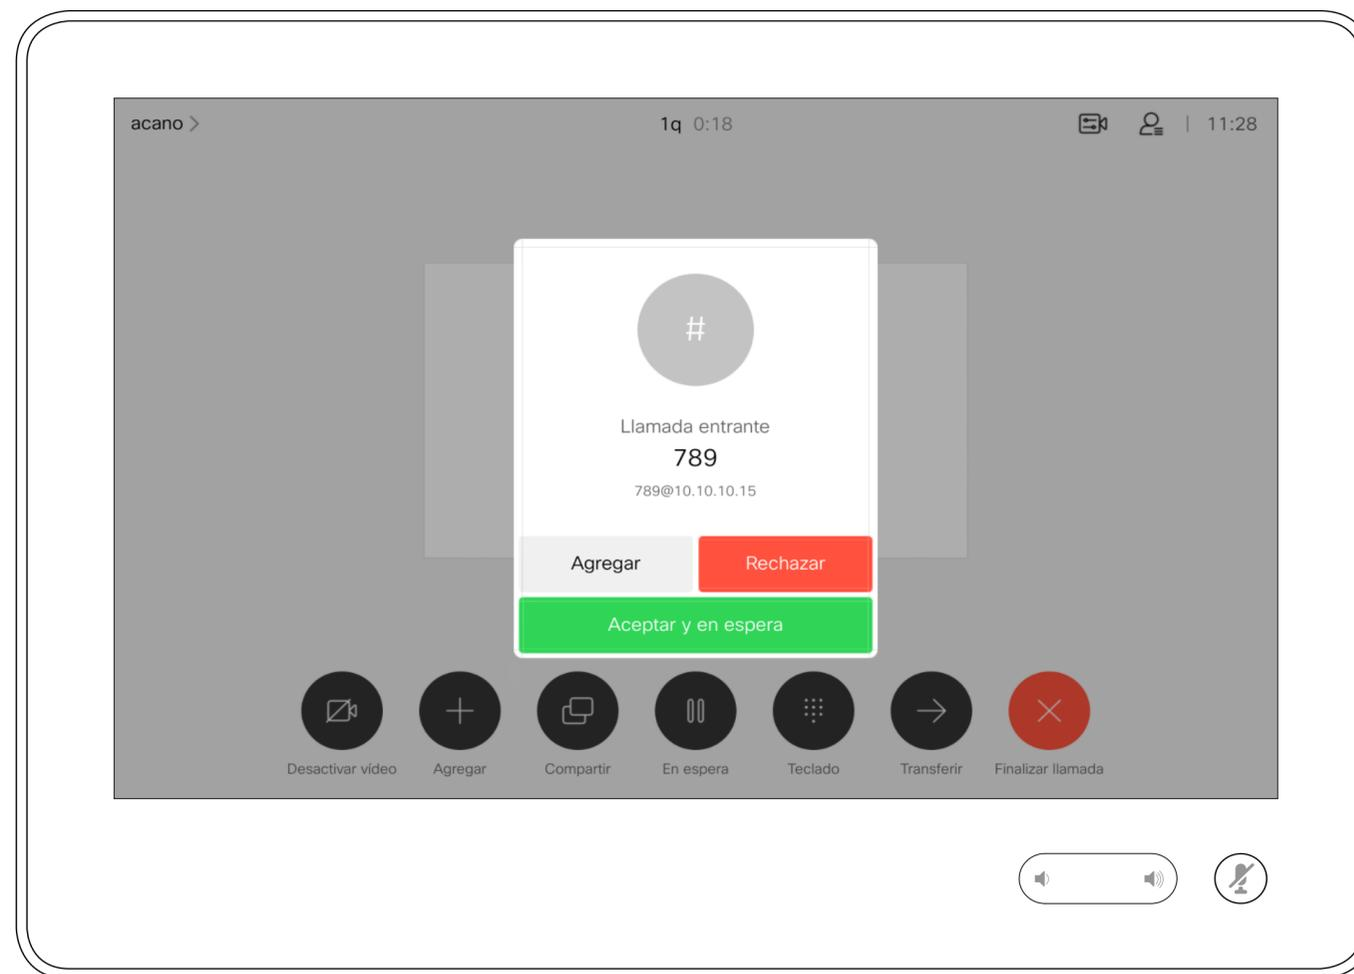 acano 1q 0:18 | 11:28
#
Llamada entrante
789
789@10.10.10.15
Agregar Rechazar
Aceptar y en espera
Desactivar vídeo Agregar Compartir En espera Teclado Transferir Finalizar llamada